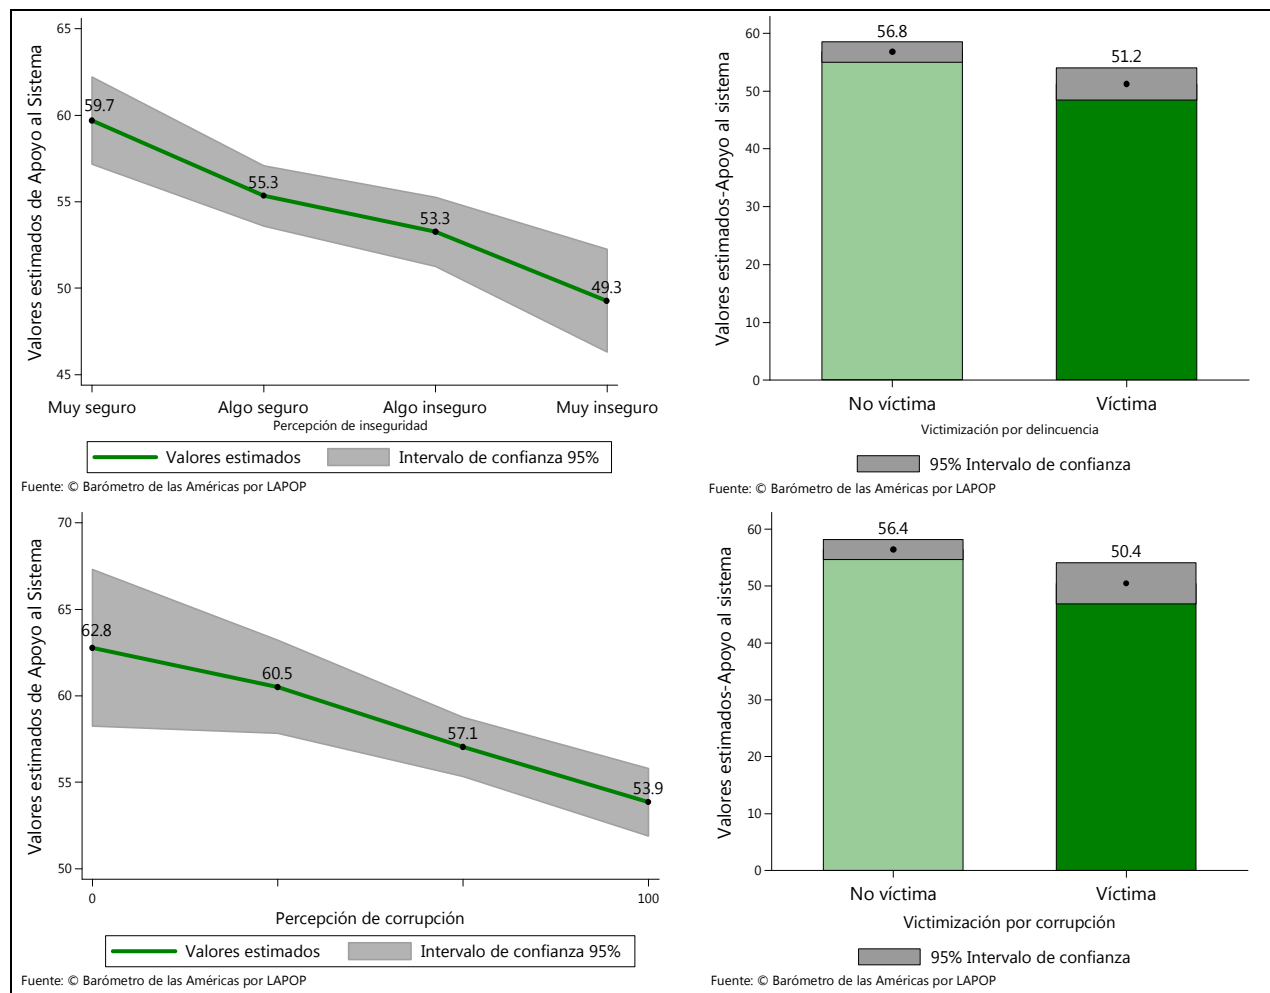 Valores estimados de Apoyo al Sistema
65
60
55
50
45
59.7
55.3
53.3
49.3
Muy seguro
Algo seguro
Algo inseguro
Muy inseguro
Percepción de inseguridad
Valores estimados
Intervalo de confianza 95%
Fuente: © Barómetro de las Américas por LAPOP
Valores estimados-Apoyo al sistema
60
50
40
30
20
10
0
56.8
51.2
No víctima
Víctima
Victimización por delincuencia
95% Intervalo de confianza
Fuente: © Barómetro de las Américas por LAPOP
Valores estimados de Apoyo al Sistema
70
65
60
55
50
62.8
60.5
57.1
53.9
0
100
Percepción de corrupción
Valores estimados
Intervalo de confianza 95%
Fuente: © Barómetro de las Américas por LAPOP
Valores estimados-Apoyo al sistema
60
50
40
30
20
10
0
56.4
50.4
No víctima
Víctima
Victimización por corrupción
95% Intervalo de confianza
Fuente: © Barómetro de las Américas por LAPOP